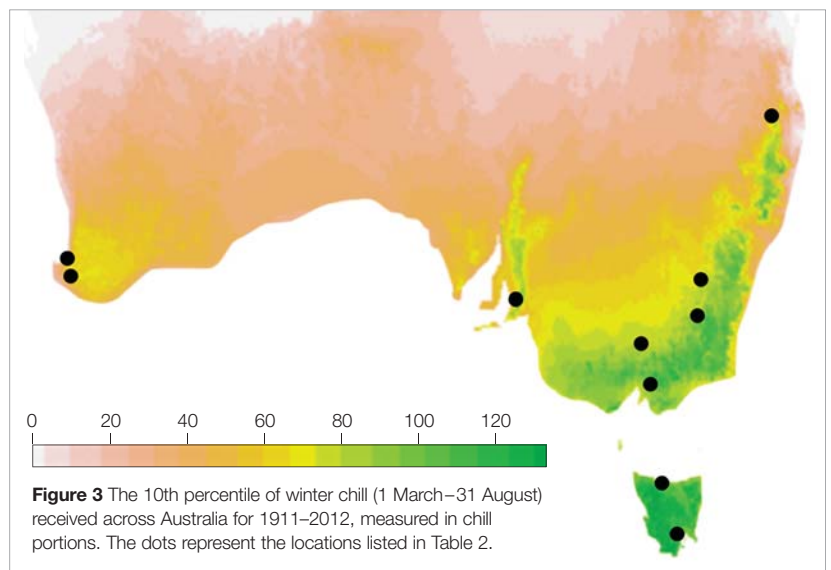 0 20 40 60 80 100 120
Figure 3 The 10th percentile of winter chill (1 March–31 August)
received across Australia for 1911–2012, measured in chill
portions. The dots represent the locations listed in Table 2.